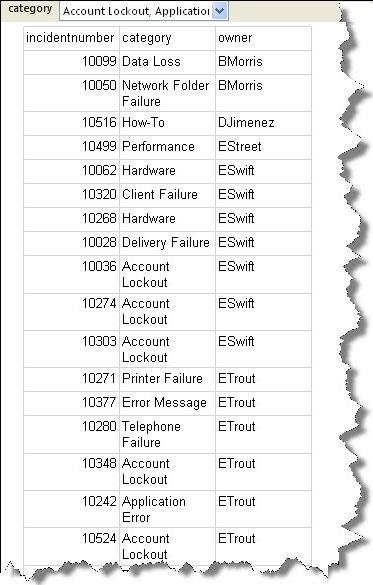 category Account Lockout, Application
incidentnumber category owner
10099 Data Loss BMorris
10050 Network Folder BMorris
Failure
10516 How-To DJimenez
10499 Performance EStreet
10062 Hardware ESwift
10320 Client Failure ESwift
10268 Hardware ESwift
10028 Delivery Failure ESwift
10036 Account ESwift
Lockout
10274 Account ESwift
Lockout
10303 Account ESwift
Lockout
10271 Printer Failure ETrout
10377 Error Message ETrout
10280 Telephone ETrout
Failure
10348 Account ETrout
Lockout
10242 Application ETrout
Error
10524 Account ETrout
Lockout